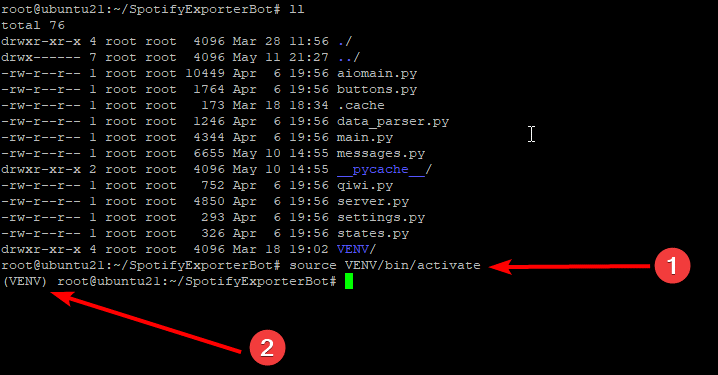 root@ubuntu21:~/SpotifyExporterBot# ll
total 76
drwxr-xr-x 4 root root  4096 Mar 28 11:56 ./
drwx------ 7 root root  4096 May 11 21:27 ../
-rw-r--r-- 1 root root 10449 Apr  6 19:56 aiomain.py
-rw-r--r-- 1 root root  1764 Apr  6 19:56 buttons.py
-rw-r--r-- 1 root root   173 Mar 18 18:34 .cache
-rw-r--r-- 1 root root  1246 Apr  6 19:56 data_parser.py
-rw-r--r-- 1 root root  4344 Apr  6 19:56 main.py
-rw-r--r-- 1 root root  6655 May 10 14:55 messages.py
drwxr-xr-x 2 root root  4096 May 10 14:55 __pycache__/
-rw-r--r-- 1 root root   752 Apr  6 19:56 qiwi.py
-rw-r--r-- 1 root root  4850 Apr  6 19:56 server.py
-rw-r--r-- 1 root root   293 Apr  6 19:56 settings.py
-rw-r--r-- 1 root root   326 Apr  6 19:56 states.py
drwxr-xr-x 4 root root  4096 Mar 18 19:02 VENV/
root@ubuntu21:~/SpotifyExporterBot# source VENV/bin/activate
1
(VENV) root@ubuntu21:~/SpotifyExporterBot#
2